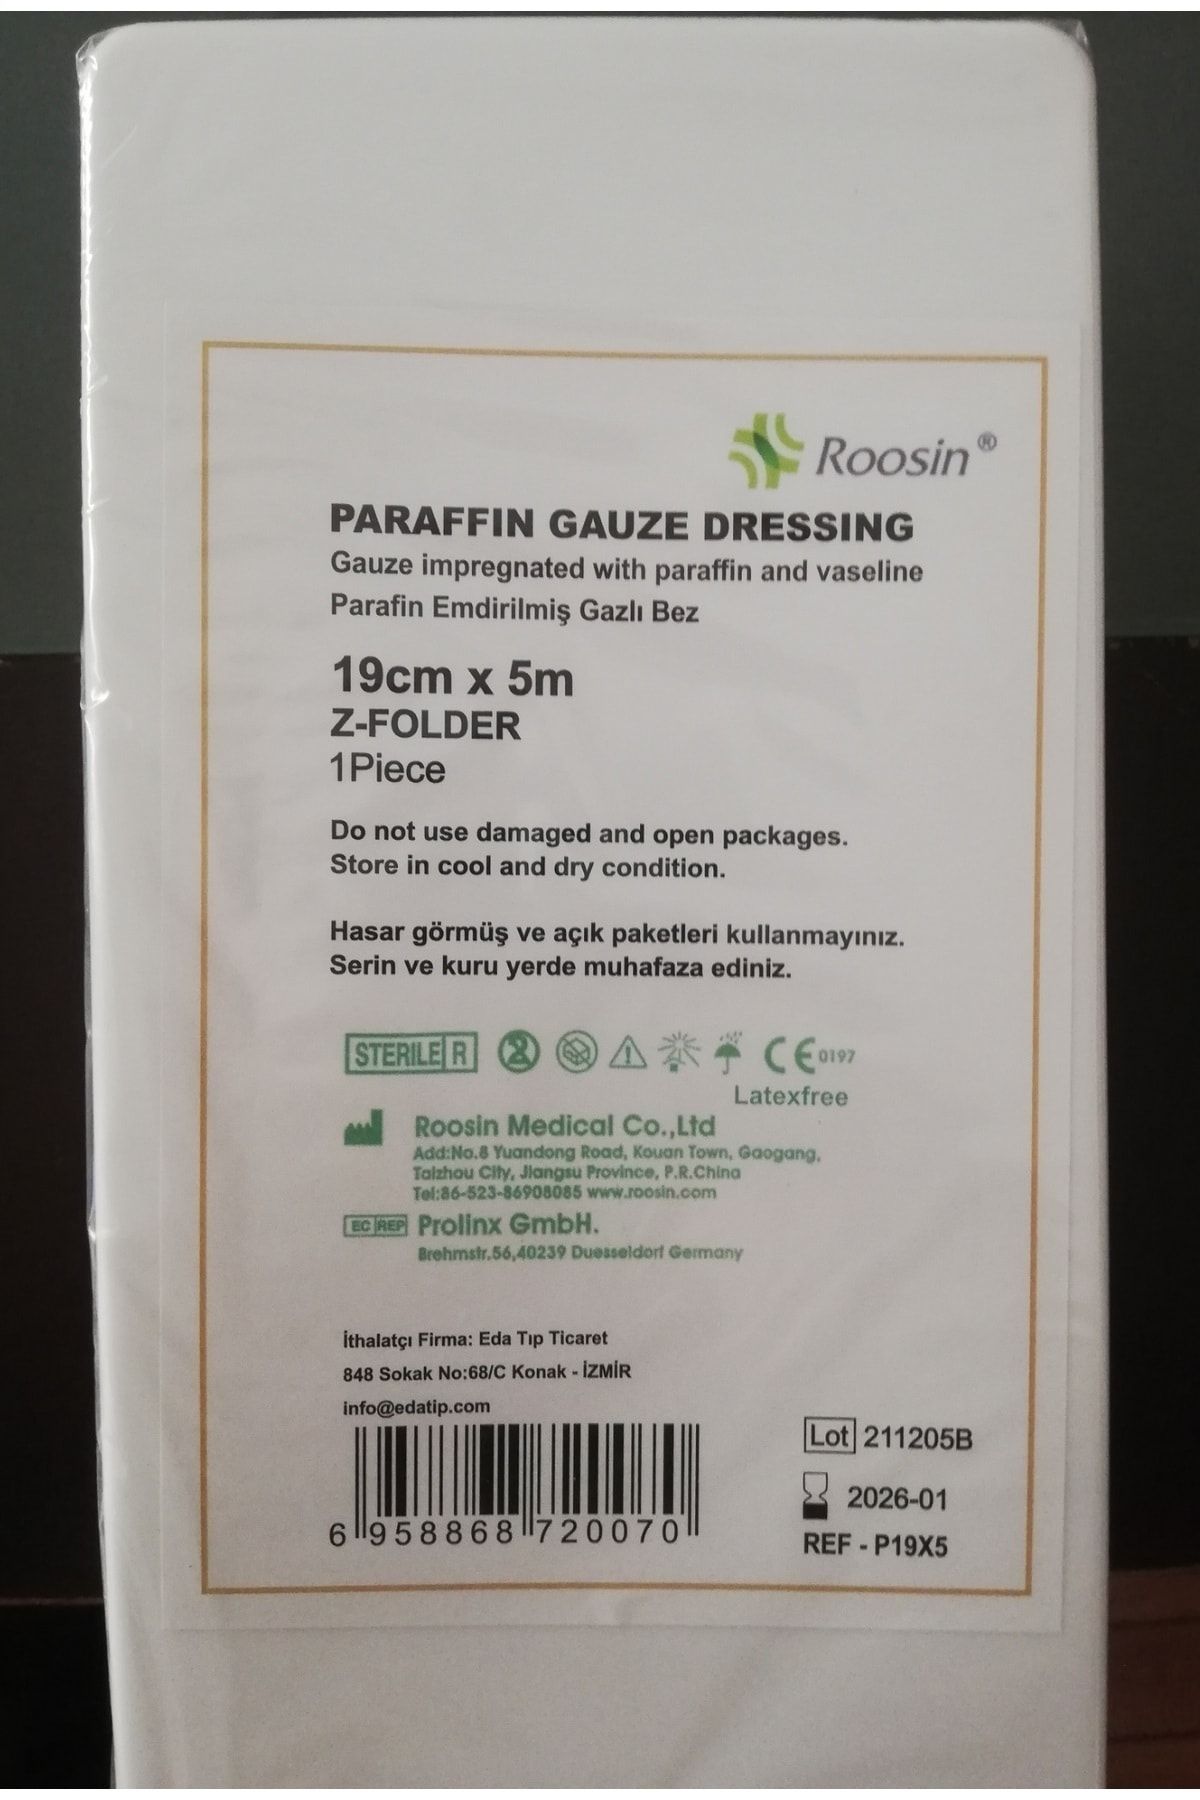 Roosin®
PARAFFIN GAUZE DRESSING
Gauze impregnated with paraffin and vaseline
Parafin Emdirilmiş Gazlı Bez
19cm x 5m
Z-FOLDER
1Piece
Do not use damaged and open packages.
Store in cool and dry condition.
Hasar görmüş ve açık paketleri kullanmayınız.
Serin ve kuru yerde muhafaza ediniz.
STERILE R 2 CE 0197
Latexfree
Roosin Medical Co.,Ltd
Add:No.8 Yuandong Road, Kouan Town, Gaogang,
Taizhou City, Jiangsu Province, P.R.China
Tel:86-523-86908085 www.roosin.com
EC REP Prolinx GmbH.
Brehmstr.56,40239 Duesseldorf Germany
İthalatçı Firma: Eda Tıp Ticaret
848 Sokak No:68/C Konak - İZMİR
info@edatip.com
6 958868 720070
Lot 211205B
2026-01
REF - P19X5